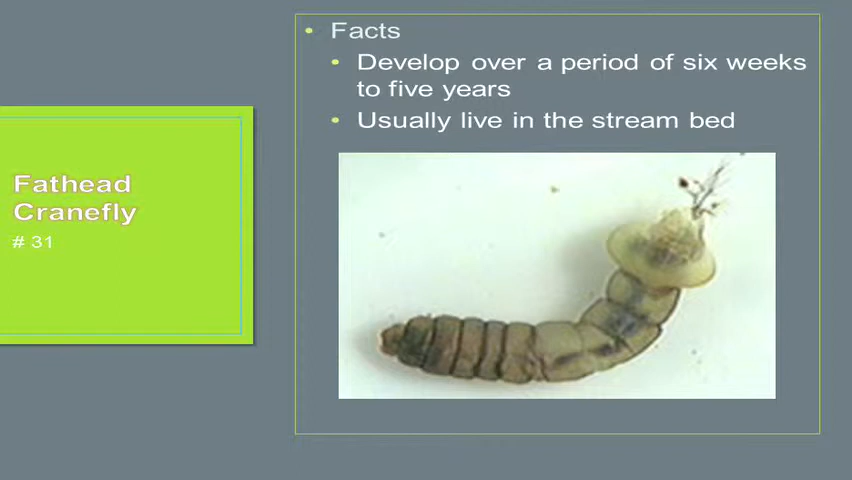 Fathead
Cranefly
# 31
• Facts
• Develop over a period of six weeks
to five years
• Usually live in the stream bed